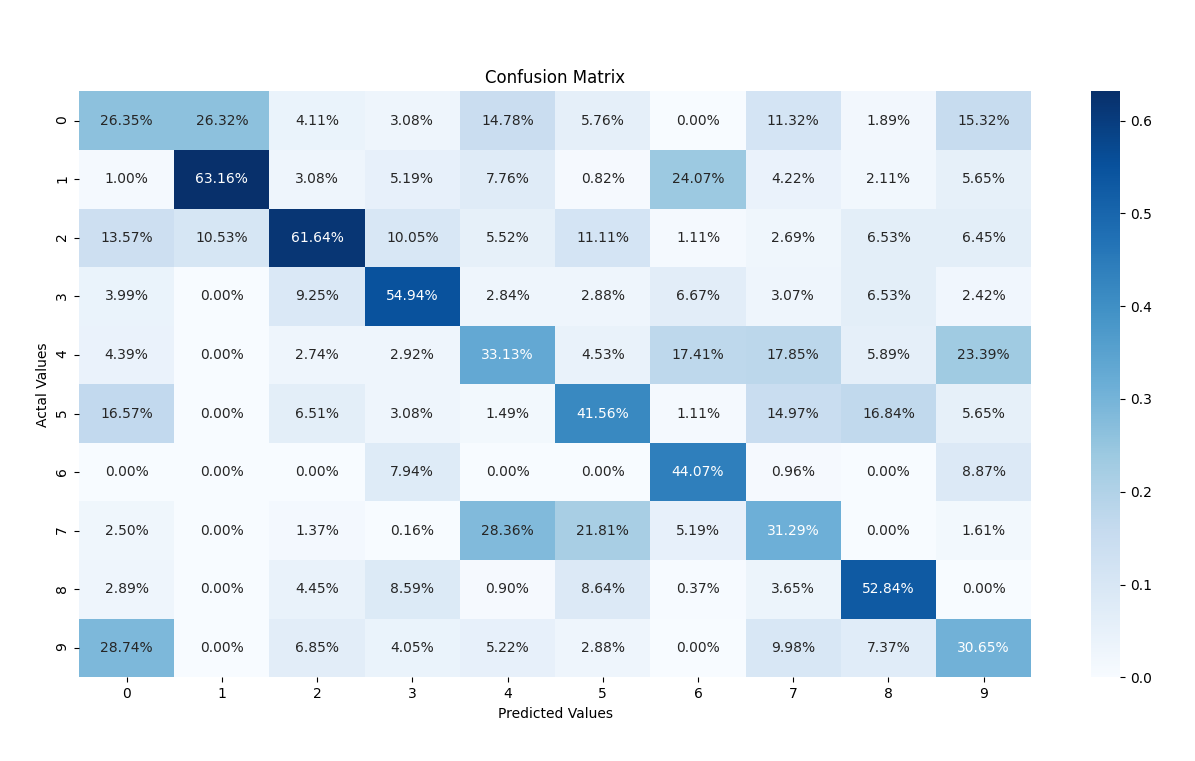 Confusion Matrix
0 26.35% 26.32% 4.11% 3.08% 14.78% 5.76% 0.00% 11.32% 1.89% 15.32%
1 1.00% 63.16% 3.08% 5.19% 7.76% 0.82% 24.07% 4.22% 2.11% 5.65%
2 13.57% 10.53% 61.64% 10.05% 5.52% 11.11% 1.11% 2.69% 6.53% 6.45%
3 3.99% 0.00% 9.25% 54.94% 2.84% 2.88% 6.67% 3.07% 6.53% 2.42%
4 4.39% 0.00% 2.74% 2.92% 33.13% 4.53% 17.41% 17.85% 5.89% 23.39%
5 16.57% 0.00% 6.51% 3.08% 1.49% 41.56% 1.11% 14.97% 16.84% 5.65%
6 0.00% 0.00% 0.00% 7.94% 0.00% 0.00% 44.07% 0.96% 0.00% 8.87%
7 2.50% 0.00% 1.37% 0.16% 28.36% 21.81% 5.19% 31.29% 0.00% 1.61%
8 2.89% 0.00% 4.45% 8.59% 0.90% 8.64% 0.37% 3.65% 52.84% 0.00%
9 28.74% 0.00% 6.85% 4.05% 5.22% 2.88% 0.00% 9.98% 7.37% 30.65%
0 1 2 3 4 5 6 7 8 9
Predicted Values
Actal Values
0.6
0.5
0.4
0.3
0.2
0.1
0.0